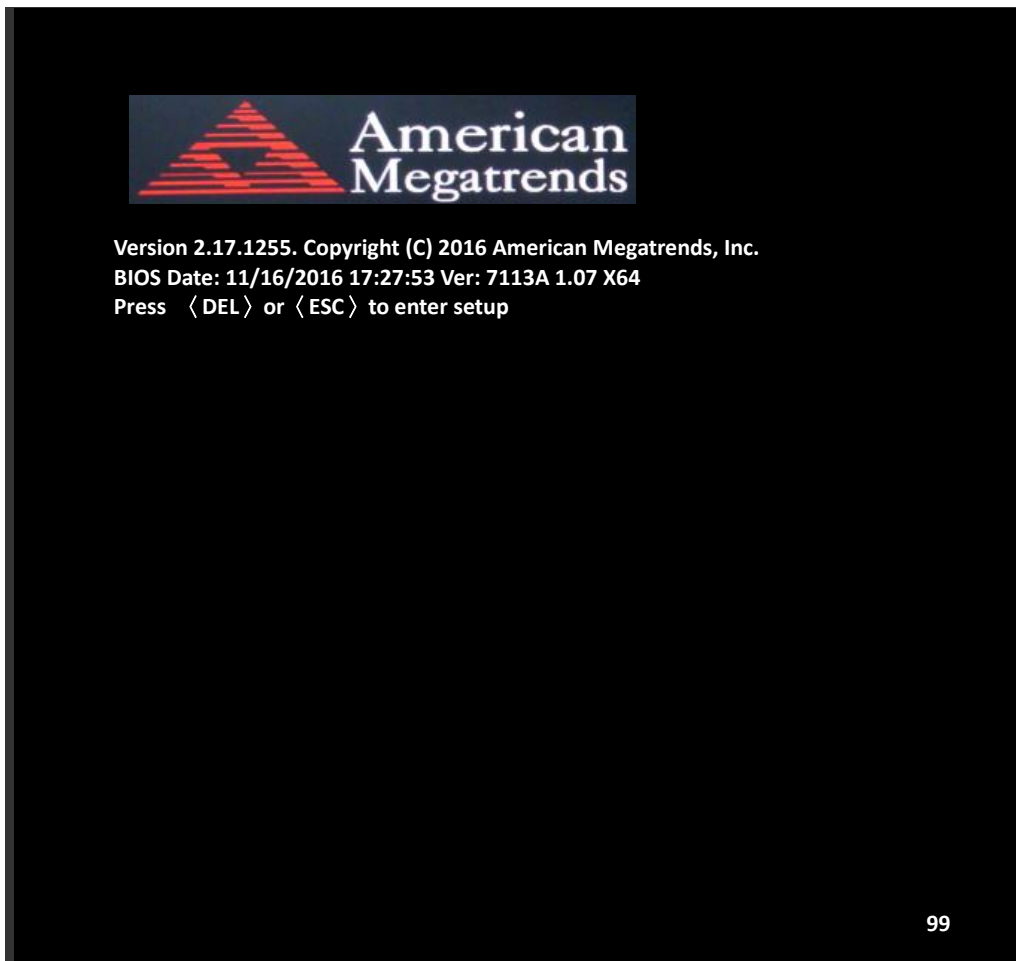 American
Megatrends
Version 2.17.1255. Copyright (C) 2016 American Megatrends, Inc.
BIOS Date: 11/16/2016 17:27:53 Ver: 7113A 1.07 X64
Press 〈DEL〉or〈ESC〉to enter setup
99